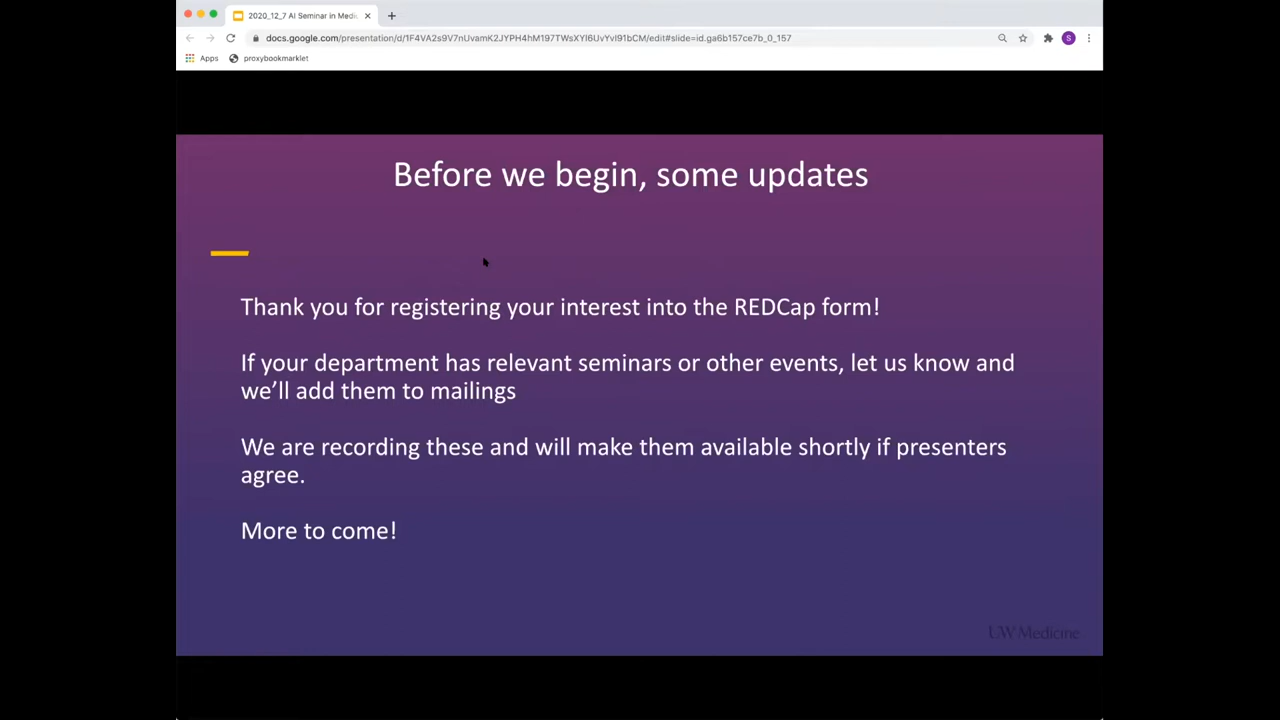 2020_12_7 AI Seminar in Medic
docs.google.com/presentation/d/1F4VA2s9V7nUvamK2JYPH4hM197TWsXYl6UvYvl91bCM/edit#slide=id.ga6b157ce7b_0_157
S
Apps
proxybookmarklet
Before we begin, some updates
Thank you for registering your interest into the REDCap form!
If your department has relevant seminars or other events, let us know and
we’ll add them to mailings
We are recording these and will make them available shortly if presenters
agree.
More to come!
UW Medicine